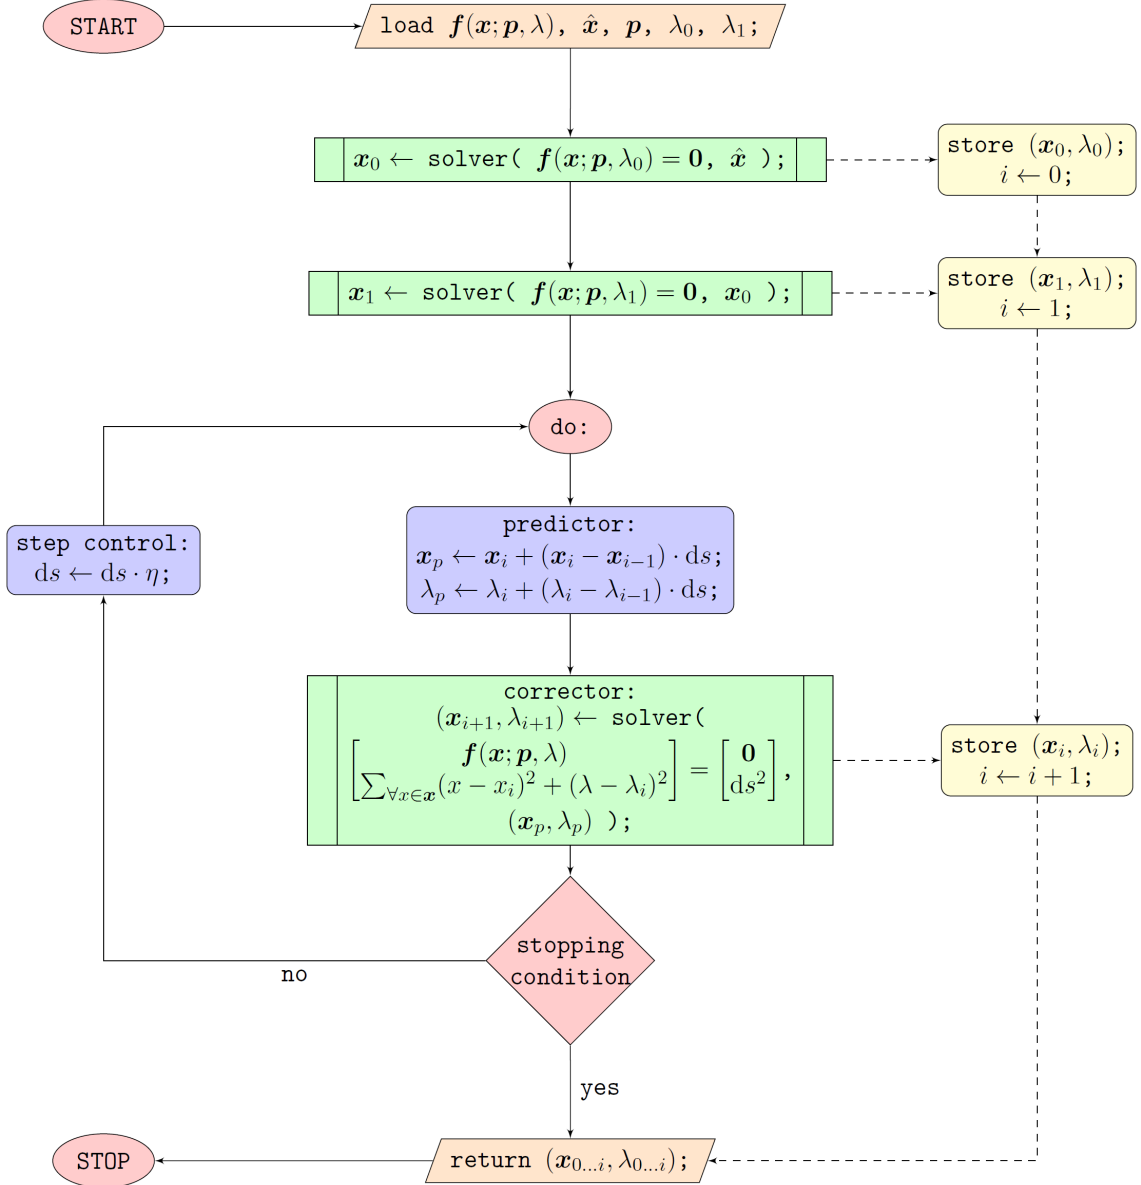 START
load f(x; p, λ), x̂, p, λ₀, λ₁;
x₀ ← solver( f(x; p, λ₀) = 0, x̂ );
store (x₀, λ₀);
i ← 0;
x₁ ← solver( f(x; p, λ₁) = 0, x₀ );
store (x₁, λ₁);
i ← 1;
do:
step control:
ds ← ds · η;
predictor:
xₚ ← xᵢ + (xᵢ − xᵢ₋₁) · ds;
λₚ ← λᵢ + (λᵢ − λᵢ₋₁) · ds;
corrector:
(xᵢ₊₁, λᵢ₊₁) ← solver(
[ f(x; p, λ) ; ∑∀x∈x (x − xᵢ)² + (λ − λᵢ)² ] = [ 0 ; ds² ],
(xₚ, λₚ) );
store (xᵢ, λᵢ);
i ← i + 1;
stopping
condition
no
yes
return (x₀…ᵢ, λ₀…ᵢ);
STOP